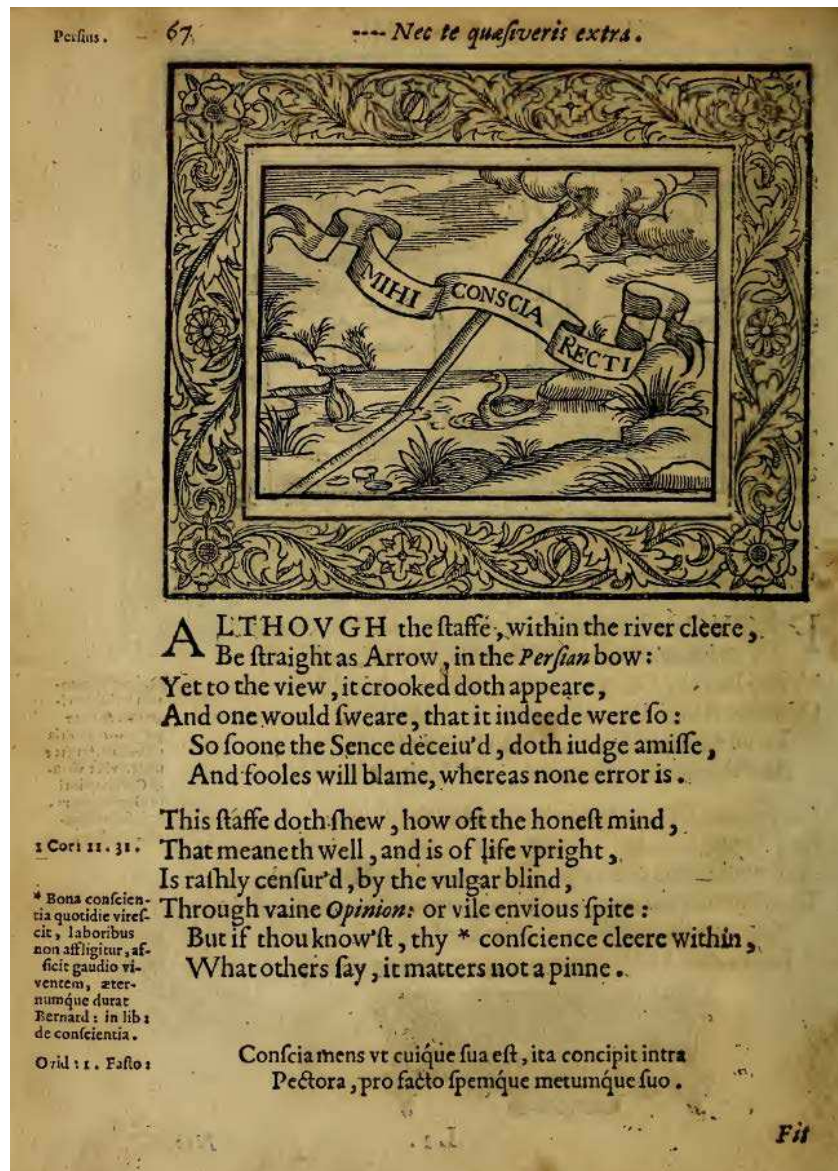 Persius. 67 ---- Nec te quæſiveris extra.
MIHI CONSCIA RECTI
ALTHOVGH the ſtaffe, within the river cleere,
Be ſtraight as Arrow, in the Perſian bow:
Yet to the view, it crooked doth appeare,
And one would ſweare, that it indeede were ſo:
So ſoone the Sence deceiu'd, doth iudge amiſſe,
And fooles will blame, whereas none error is.
This ſtaffe doth ſhew, how oft the honeſt mind,
1 Cori 11. 31.
That meaneth well, and is of life vpright,
Is raſhly cenſur'd, by the vulgar blind,
* Bona conſcien-
tia quotidie vireſ-
cit, laboribus
non affligitur, af-
ficit gaudio vi-
ventem, æter-
numque durat
Bernard: in lib:
de conſcientia.
Through vaine Opinion: or vile envious ſpite:
But if thou know'ſt, thy * conſcience cleere within,
What others ſay, it matters not a pinne.
Ovid: 1. Faſto:
Conſcia mens vt cuiq́ue ſua eſt, ita concipit intra
Pectora, pro facto ſpemq́ue metumq́ue ſuo.
Fit